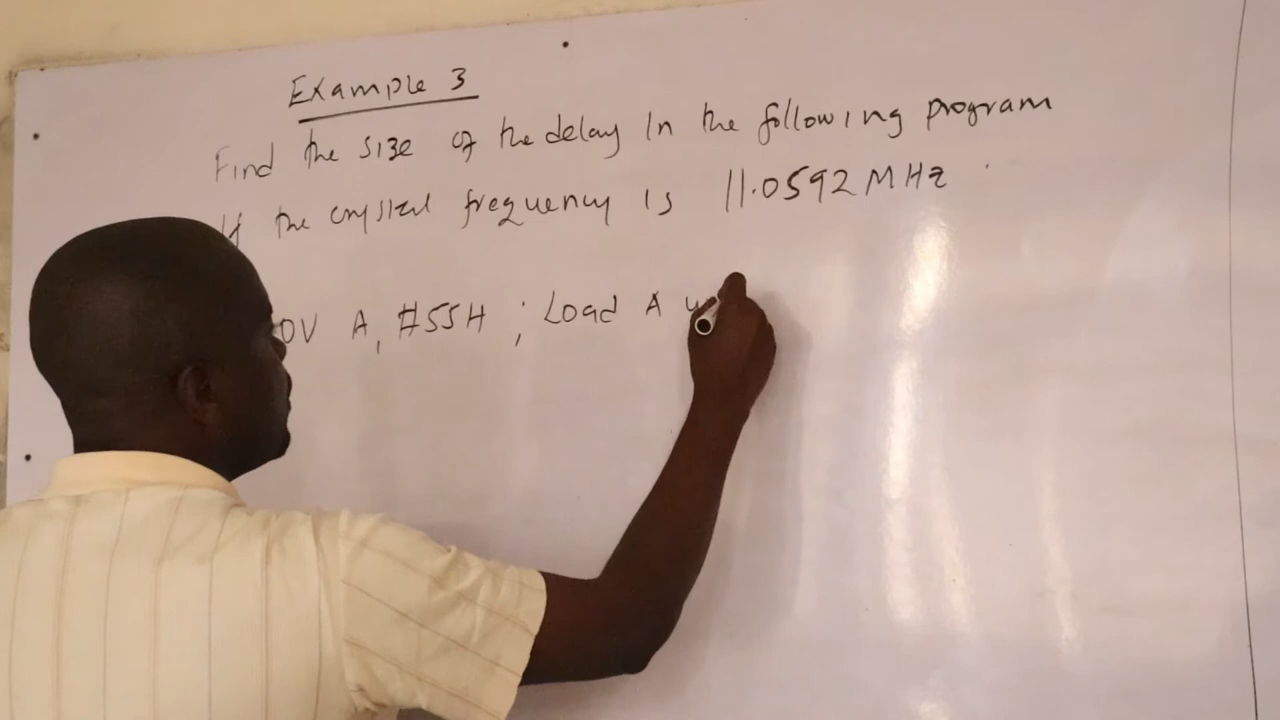 Example 3
Find the size of the delay In the following program
If the crystal frequency is 11.0592 MHz
OV A, #55H ; Load A w